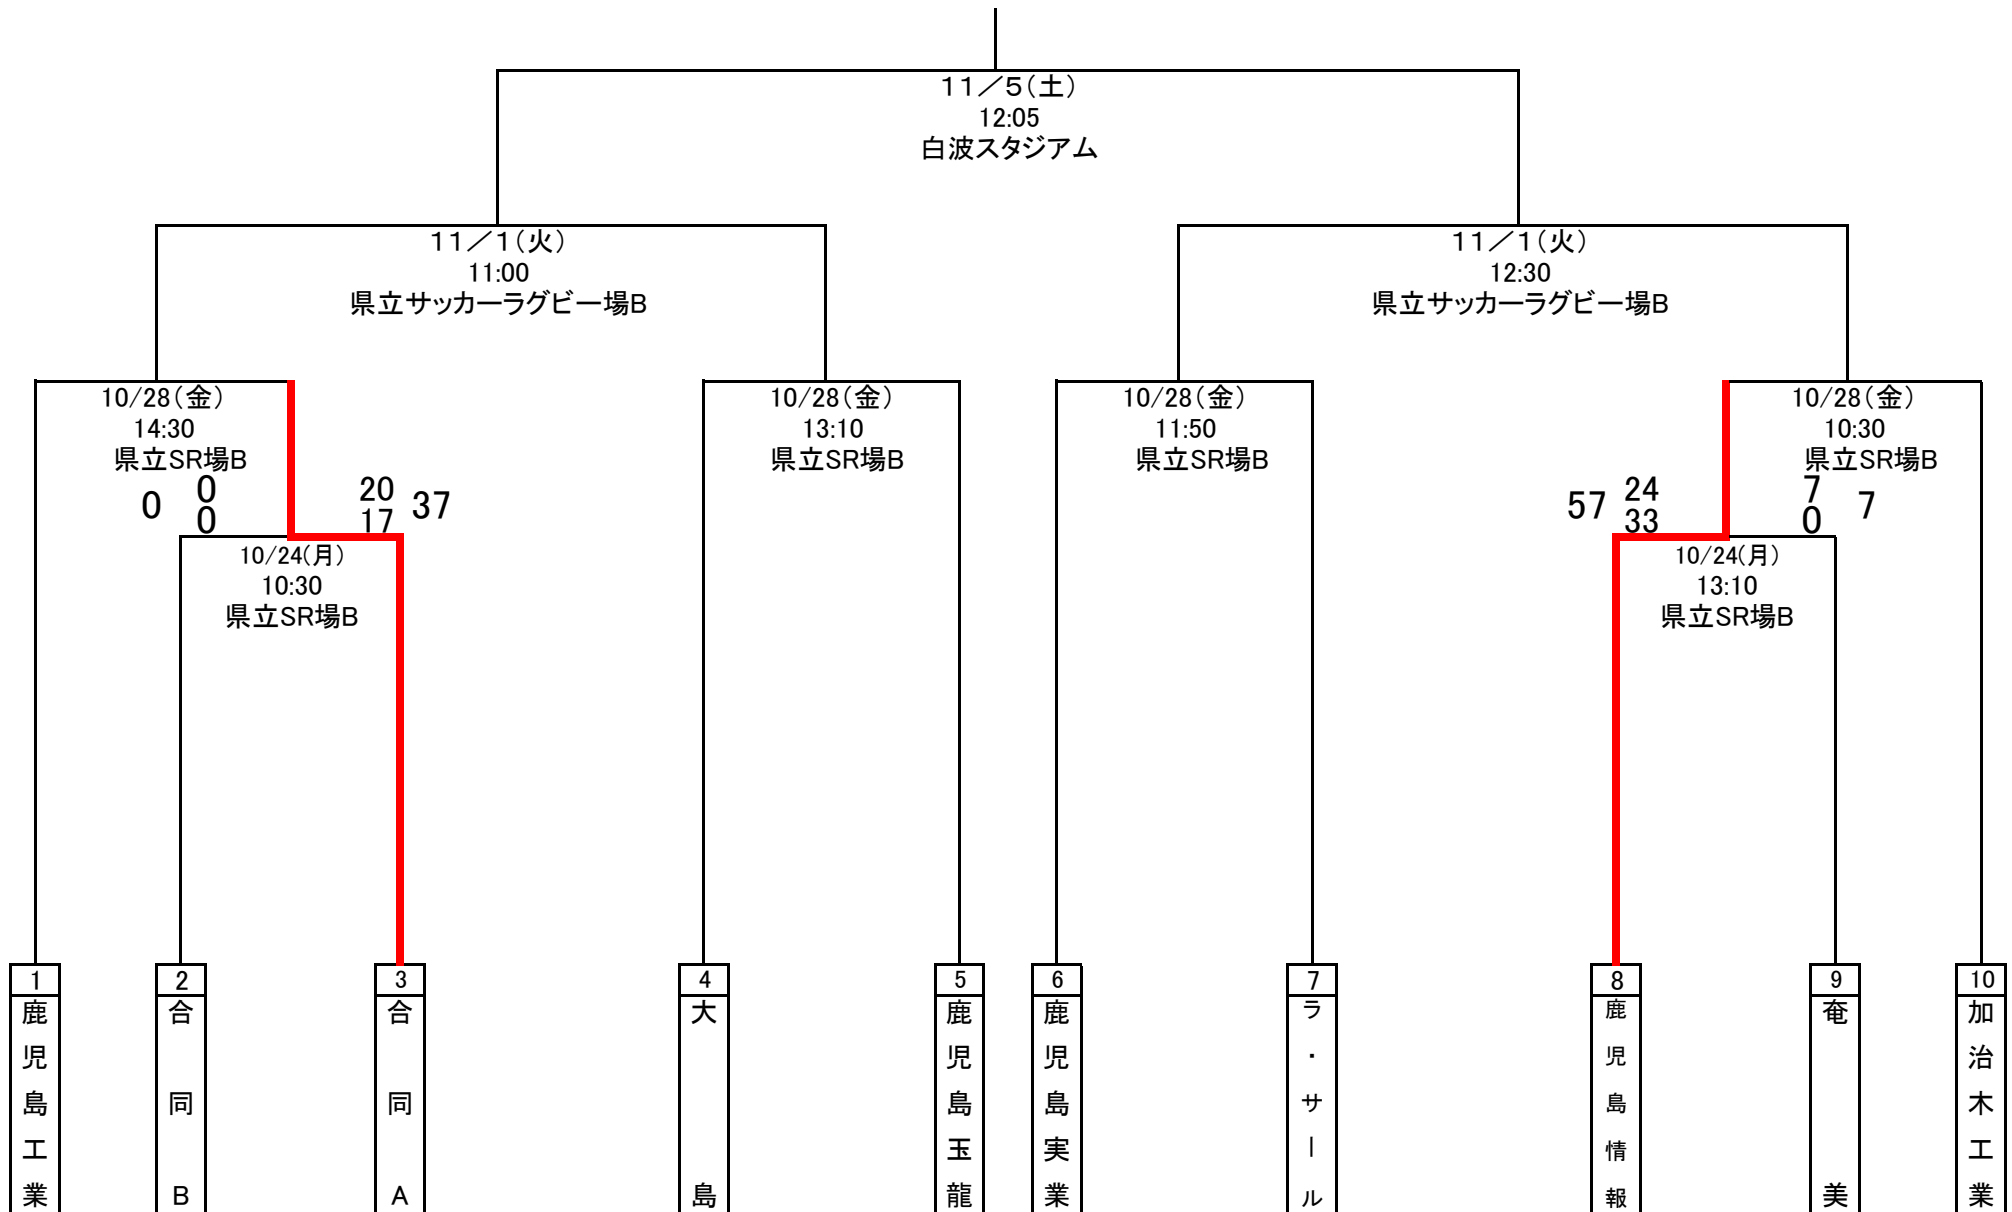 11／5（土）
12:05
白波スタジアム
11／1（火）
11:00
県立サッカーラグビー場B
11／1（火）
12:30
県立サッカーラグビー場B
10/28（金）
14:30
県立SR場B
10/28（金）
13:10
県立SR場B
10/28（金）
11:50
県立SR場B
10/28（金）
10:30
県立SR場B
0
0
0
20
17
37
57
24
33
7
0
7
10/24(月)
10:30
県立SR場B
10/24(月)
13:10
県立SR場B
1
鹿児島工業
2
合同B
3
合同A
4
大島
5
鹿児島玉龍
6
鹿児島実業
7
ラ・サール
8
鹿児島情報
9
奄美
10
加治木工業